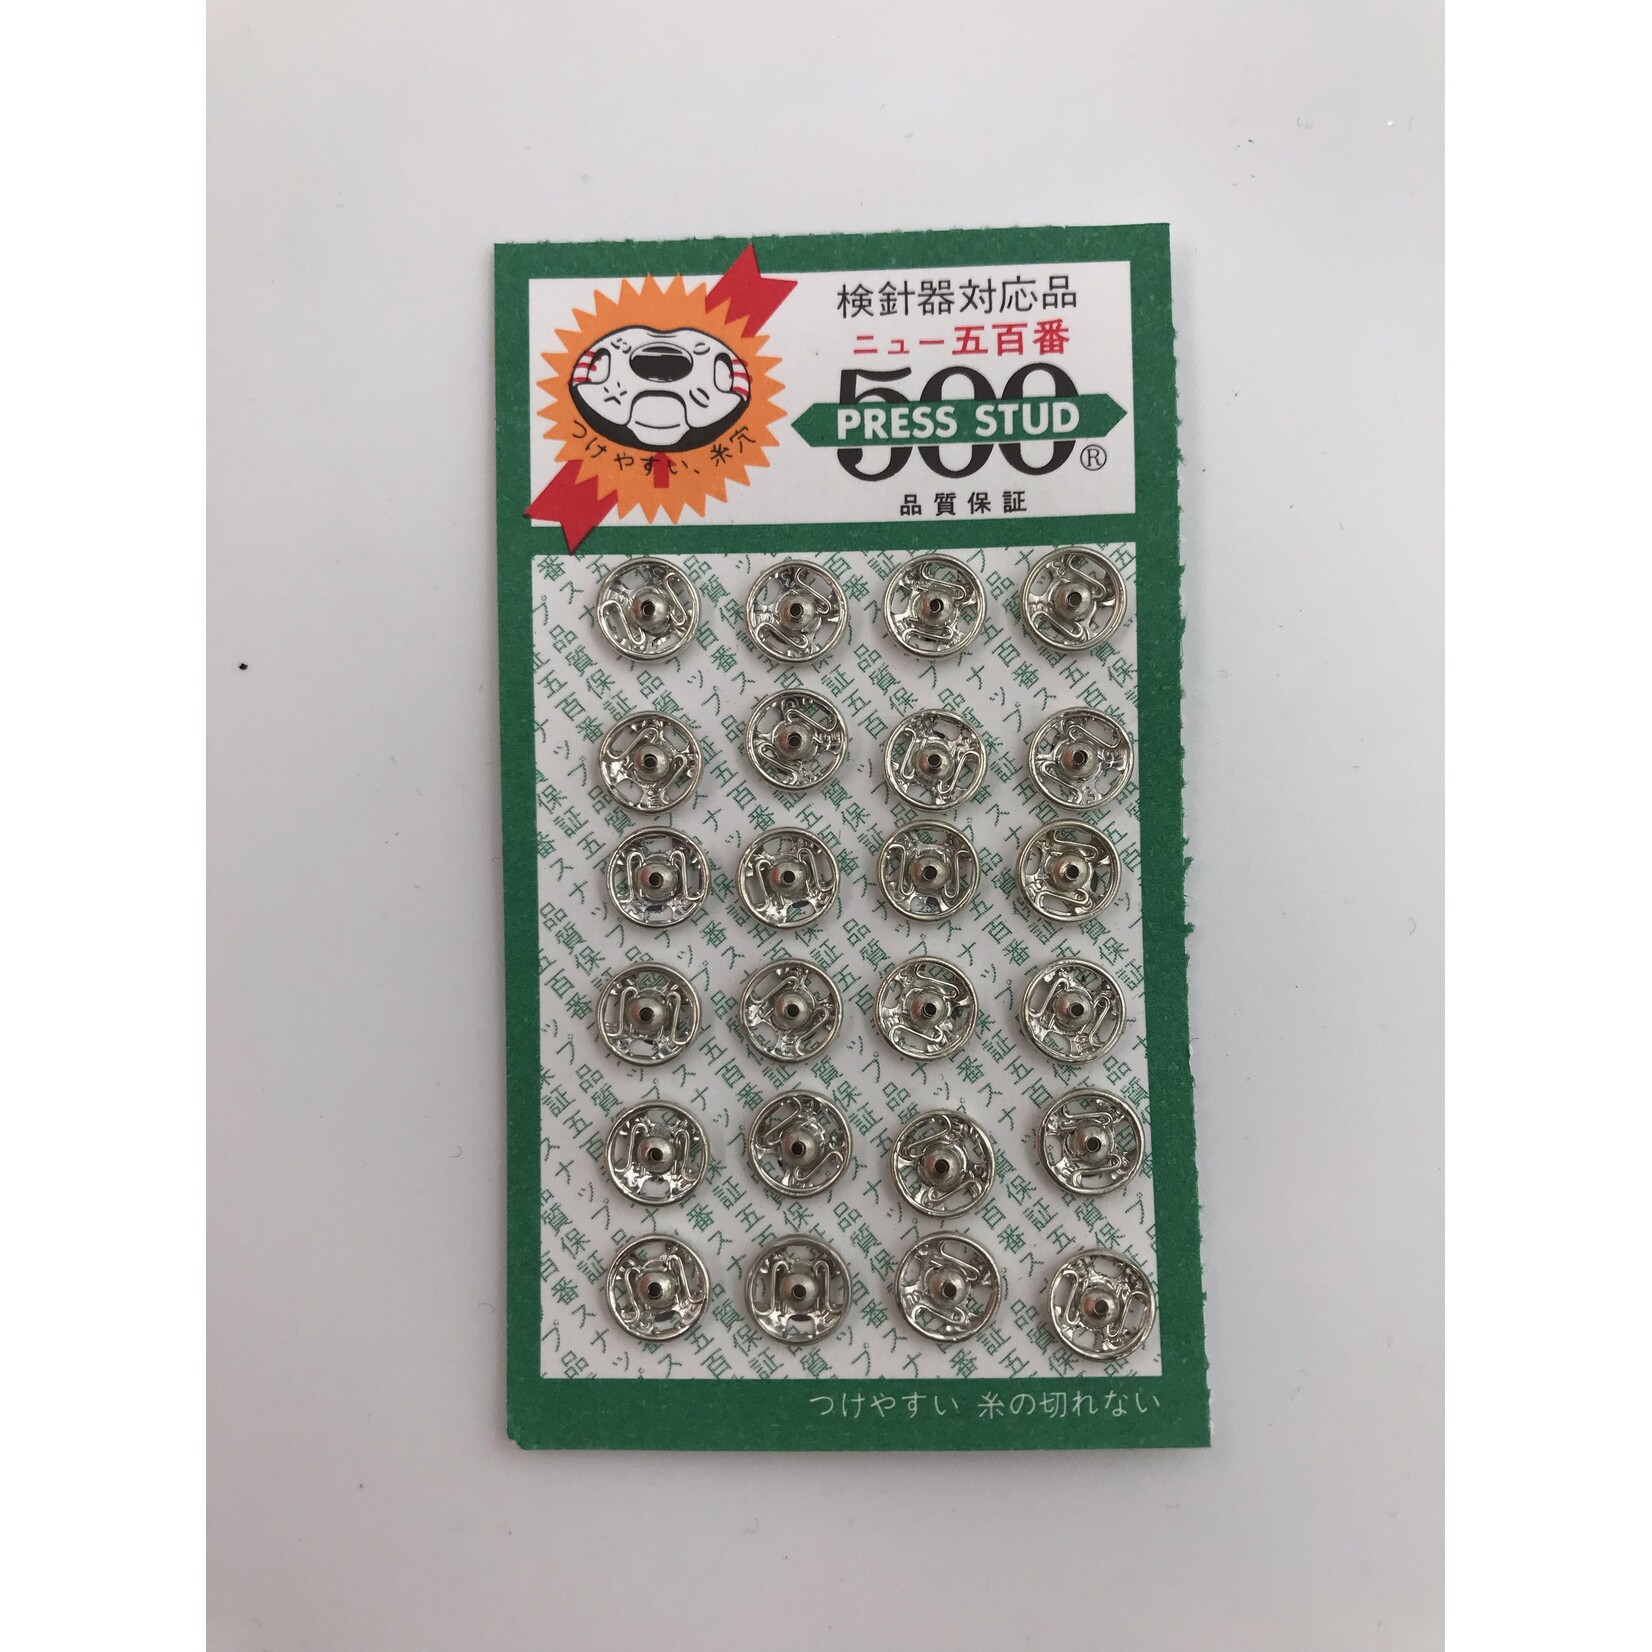 検針器対応品
ニュー五百番
500
PRESS STUD
®
品質保証
つけやすい、糸穴
つけやすい 糸の切れない